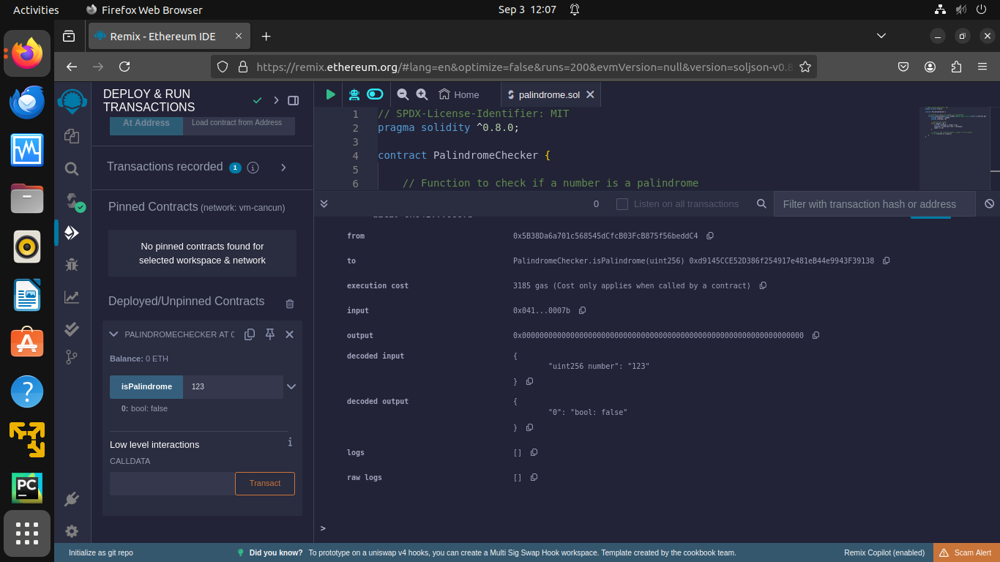 Activities
Firefox Web Browser
Sep 3 12:07
Remix - Ethereum IDE
https://remix.ethereum.org/#lang=en&optimize=false&runs=200&evmVersion=null&version=soljson-v0.8
DEPLOY & RUN
TRANSACTIONS
At Address
Load contract from Address
Transactions recorded 1
Pinned Contracts (network: vm-cancun)
No pinned contracts found for
selected workspace & network
Deployed/Unpinned Contracts
PALINDROMECHECKER AT
Balance: 0 ETH
isPalindrome
123
0: bool: false
Low level interactions
CALLDATA
Transact
Home
palindrome.sol
1 // SPDX-License-Identifier: MIT
2 pragma solidity ^0.8.0;
3
4 contract PalindromeChecker {
5
6 // Function to check if a number is a palindrome
0
Listen on all transactions
Filter with transaction hash or address
from 0x5B38Da6a701c568545dCfcB03FcB875f56beddC4
to PalindromeChecker.isPalindrome(uint256) 0xd9145CCE52D386f254917e481eB44e9943F39138
execution cost 3185 gas (Cost only applies when called by a contract)
input 0x041...0007b
output 0x0000000000000000000000000000000000000000000000000000000000000000
decoded input {
"uint256 number": "123"
}
decoded output {
"0": "bool: false"
}
logs []
raw logs []
>
PC
Initialize as git repo
Did you know? To prototype on a uniswap v4 hooks, you can create a Multi Sig Swap Hook workspace. Template created by the cookbook team.
Remix Copilot (enabled)
Scam Alert